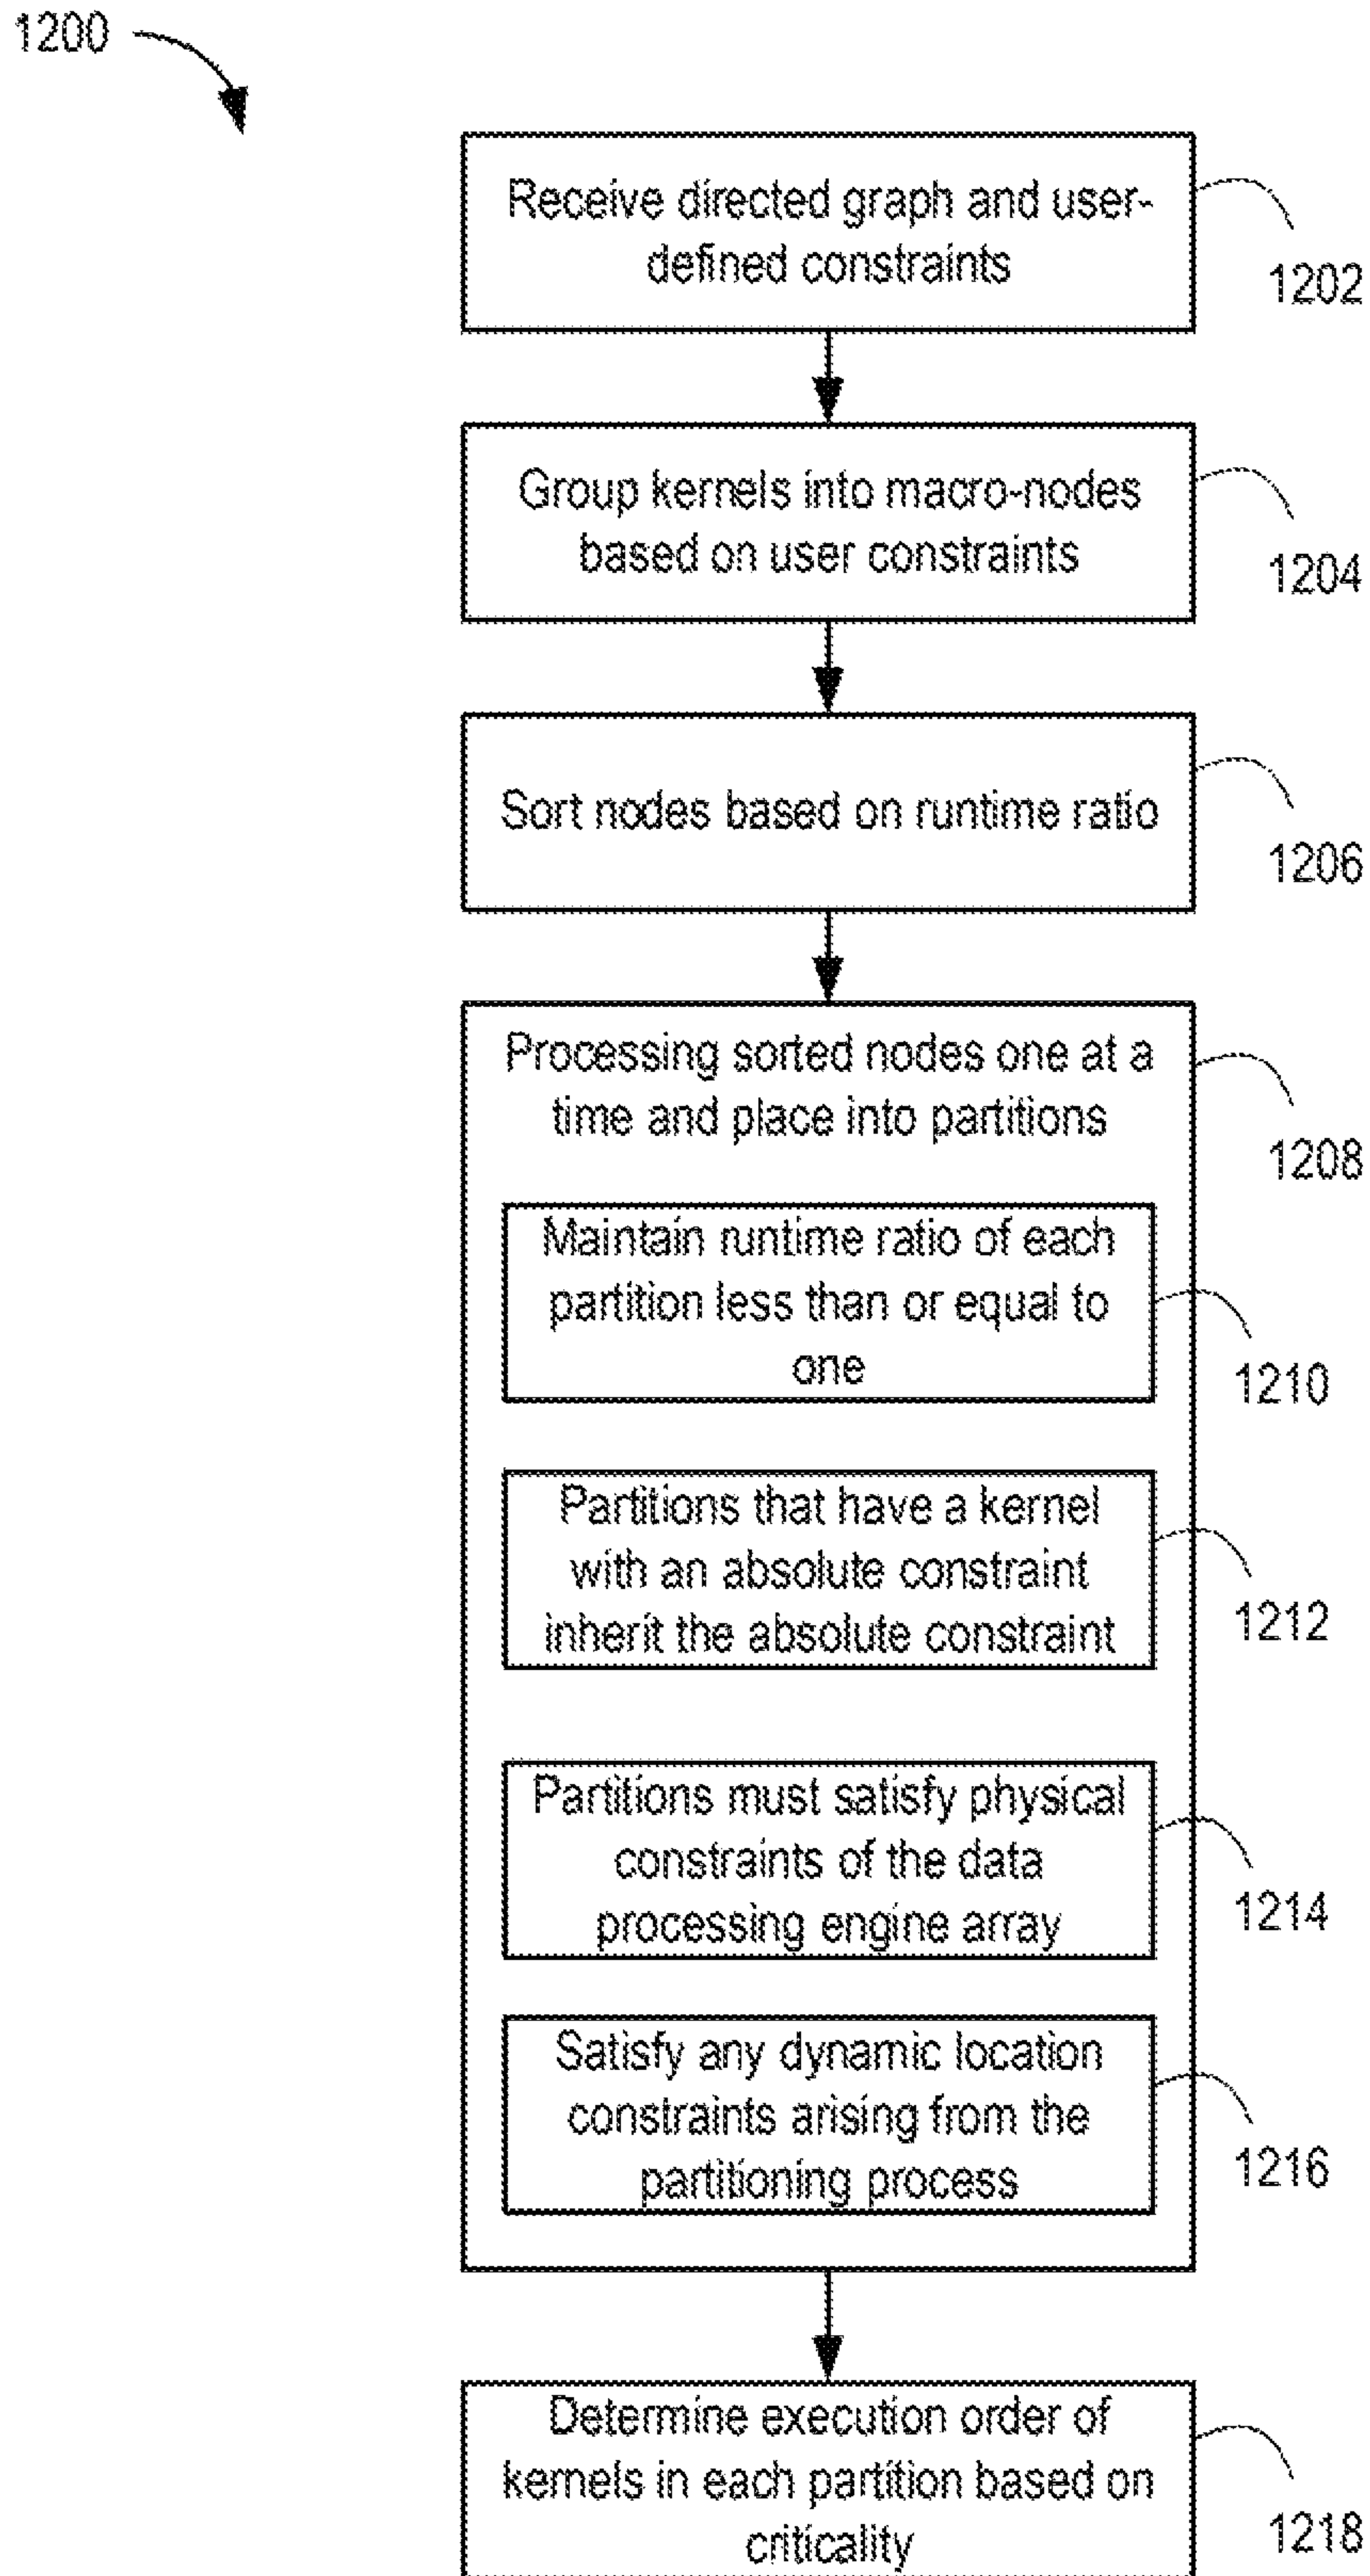 1200
Receive directed graph and user-
defined constraints
1202
Group kernels into macro-nodes
based on user constraints
1204
Sort nodes based on runtime ratio
1206
Processing sorted nodes one at a
time and place into partitions
1208
Maintain runtime ratio of each
partition less than or equal to
one
1210
Partitions that have a kernel
with an absolute constraint
inherit the absolute constraint
1212
Partitions must satisfy physical
constraints of the data
processing engine array
1214
Satisfy any dynamic location
constraints arising from the
partitioning process
1216
Determine execution order of
kernels in each partition based on
criticality
1218